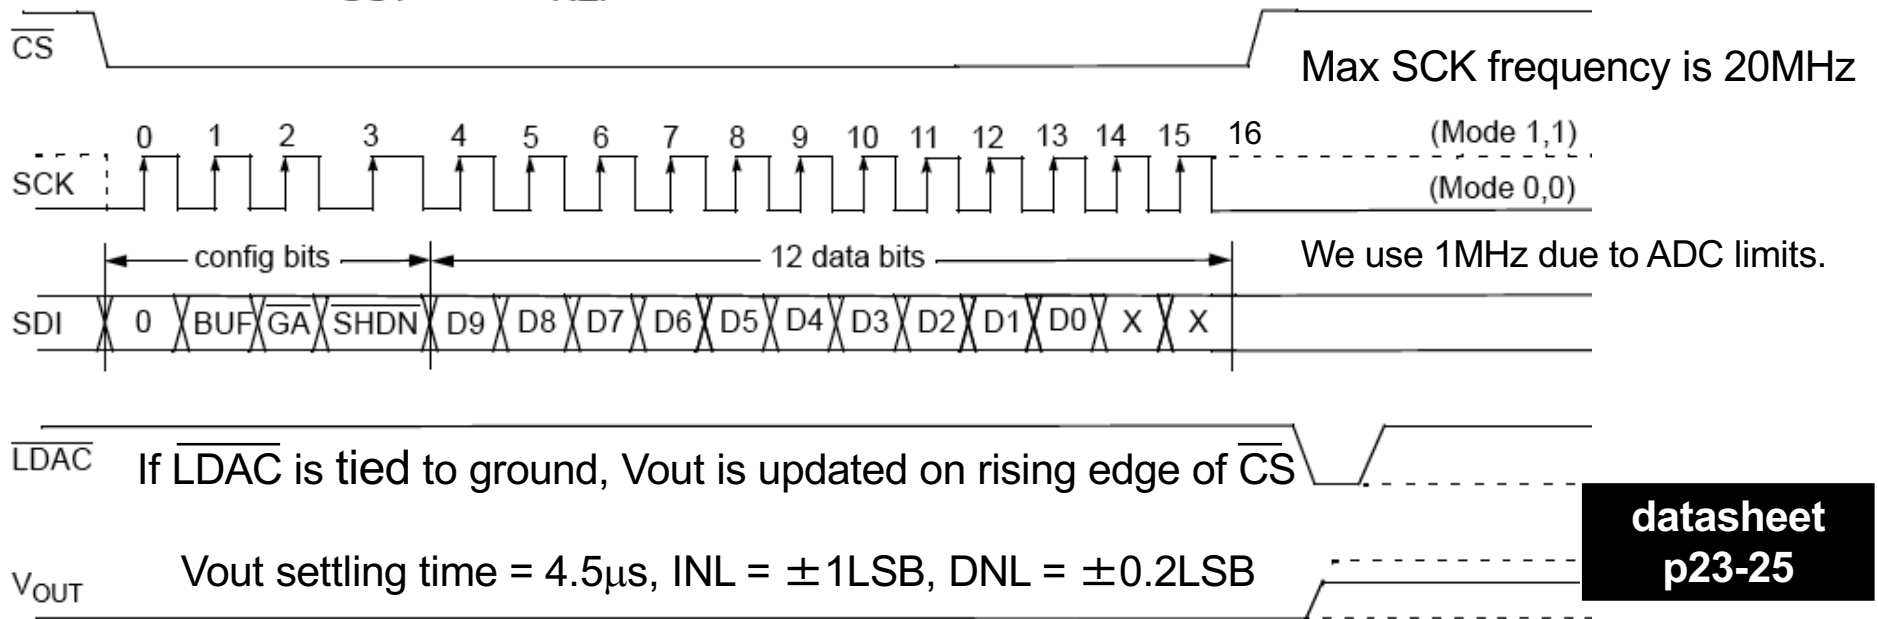 CS
Max SCK frequency is 20MHz
0 1 2 3 4 5 6 7 8 9 10 11 12 13 14 15 16 (Mode 1,1)
SCK
(Mode 0,0)
config bits 12 data bits
We use 1MHz due to ADC limits.
SDI 0 BUF GA SHDN D9 D8 D7 D6 D5 D4 D3 D2 D1 D0 X X
LDAC If LDAC is tied to ground, Vout is updated on rising edge of CS
datasheet
p23-25
Vout settling time = 4.5μs, INL = ±1LSB, DNL = ±0.2LSB
VOUT